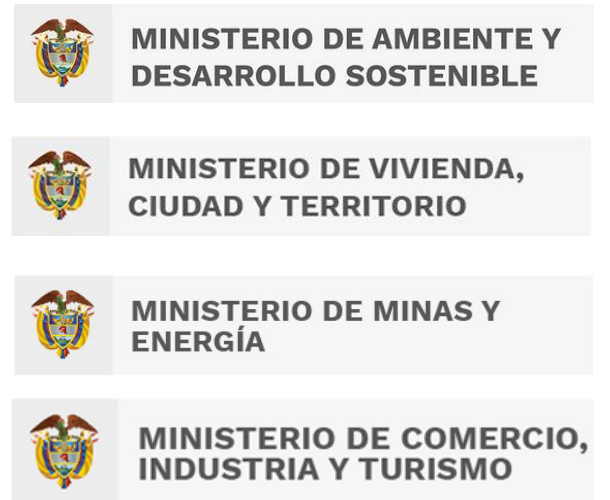 MINISTERIO DE AMBIENTE Y
DESARROLLO SOSTENIBLE
MINISTERIO DE VIVIENDA,
CIUDAD Y TERRITORIO
MINISTERIO DE MINAS Y
ENERGÍA
MINISTERIO DE COMERCIO,
INDUSTRIA Y TURISMO